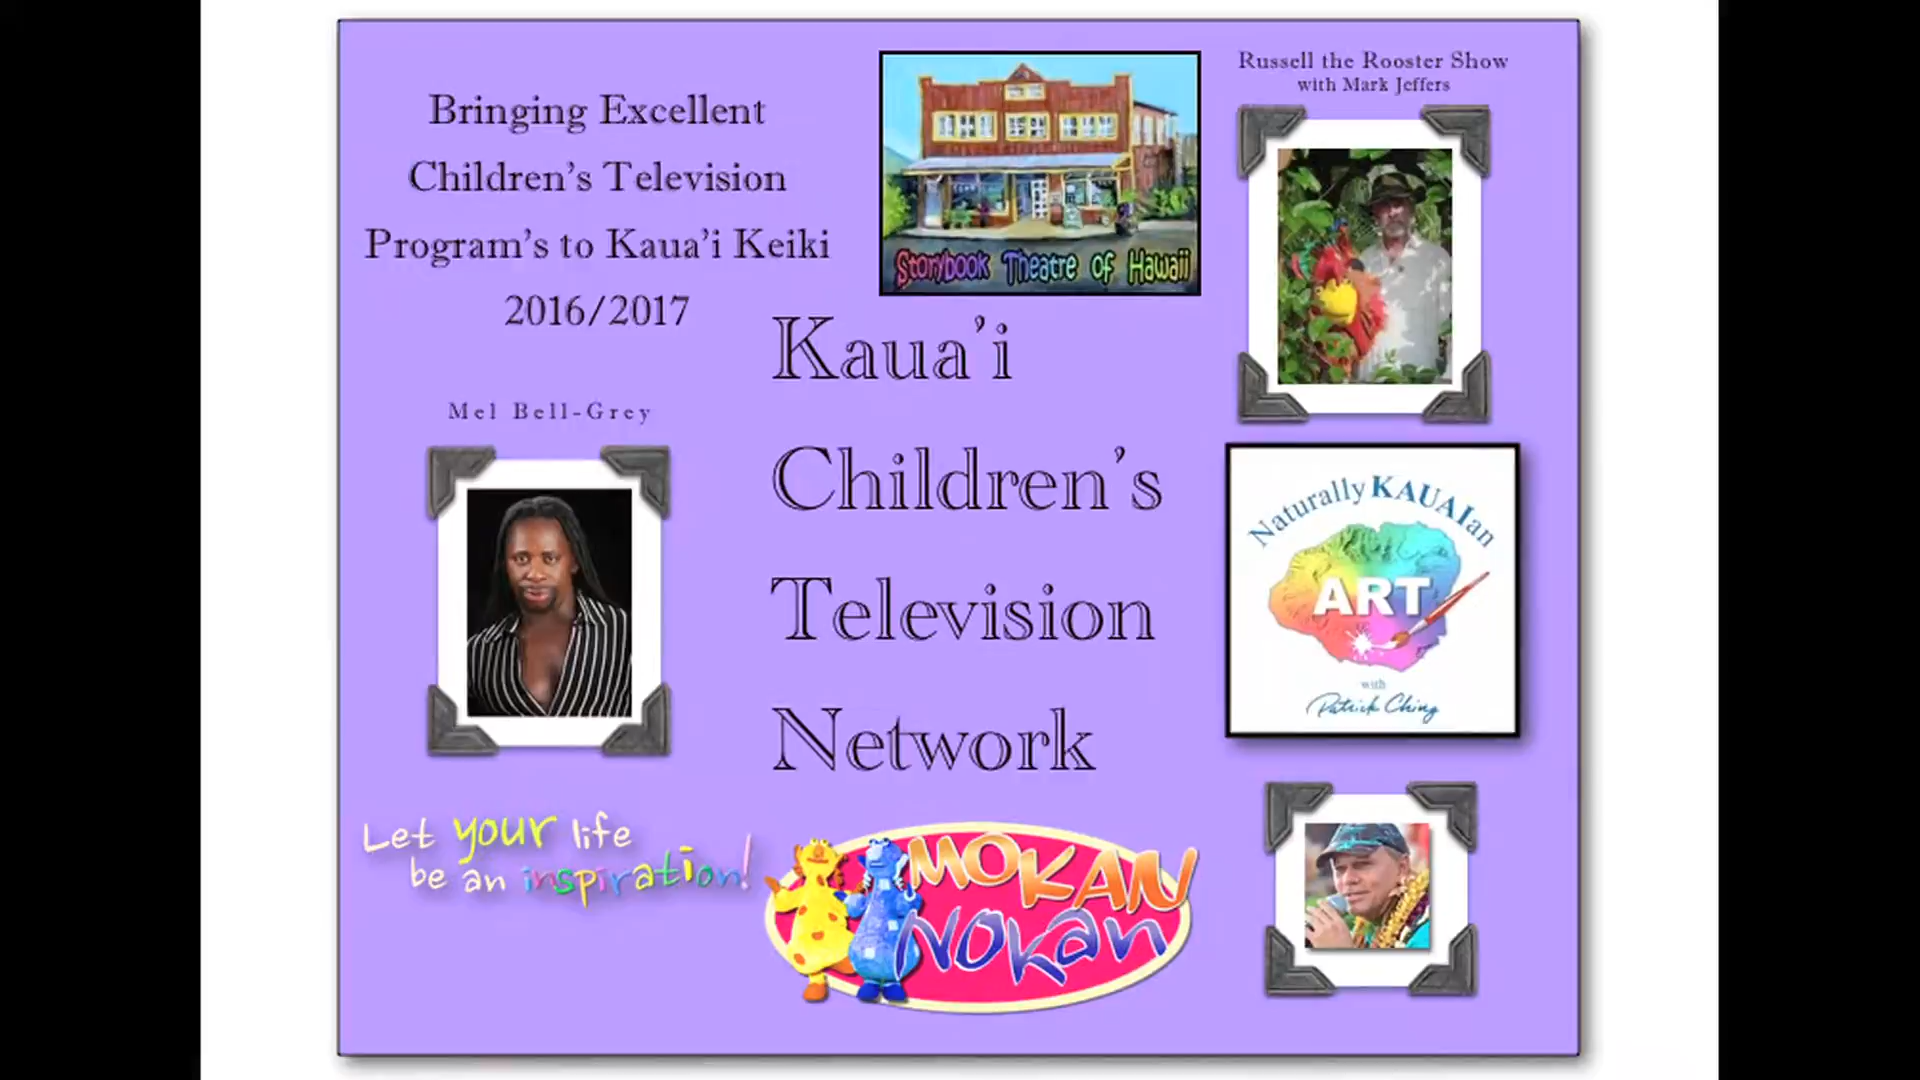 Bringing Excellent
Children's Television
Program's to Kaua'i Keiki
2016/2017
Storybook Theatre of Hawaii
Russell the Rooster Show
with Mark Jeffers
Kaua'i
Children's
Television
Network
Mel Bell-Grey
Naturally KAUAIan
ART
with
Patrick Ching
Let your life
be an inspiration!
MOKAN
NOKan